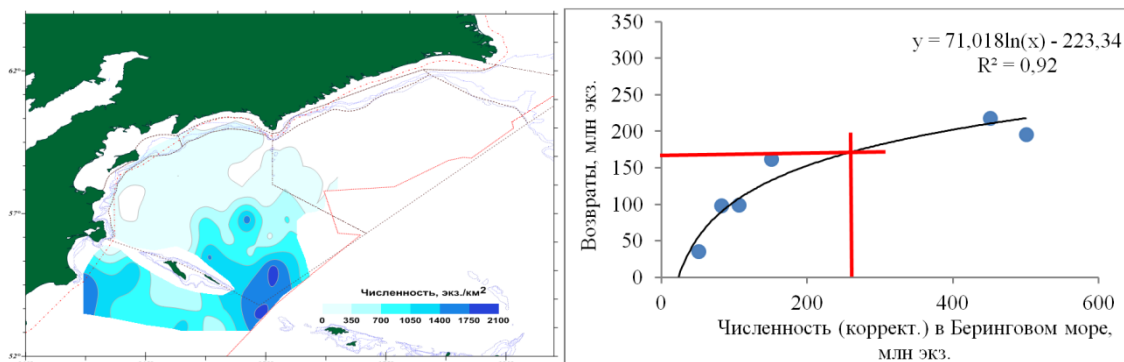 62°
57°
52°
Численность, экз./км²
0 350 700 1050 1400 1750 2100
y = 71,018ln(x) - 223,34
R² = 0,92
Возвраты, млн экз.
350
300
250
200
150
100
50
0
0 200 400 600
Численность (коррект.) в Беринговом море,
млн экз.